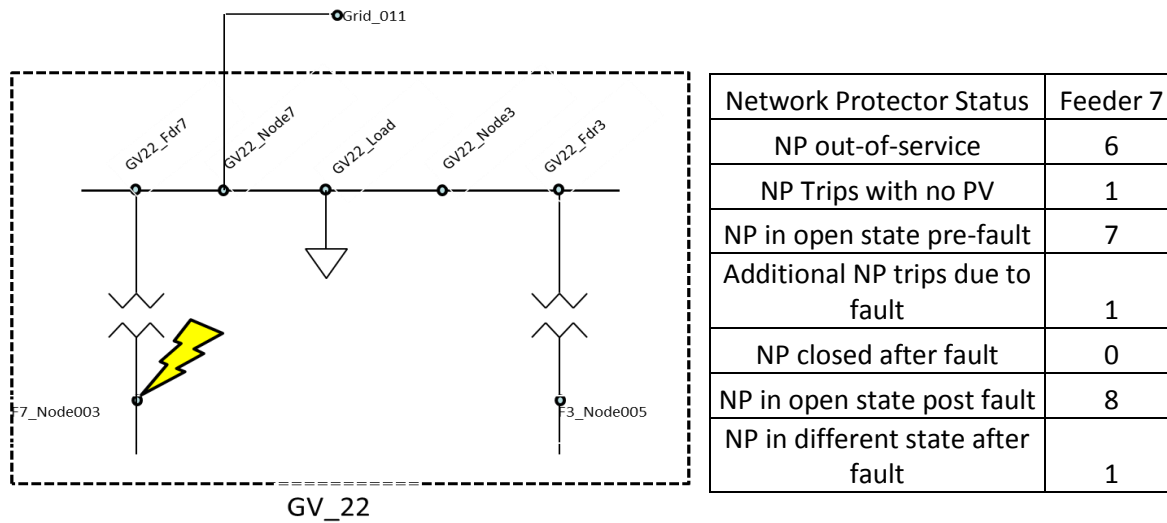 Grid_011
GV22_Fdr7
GV22_Node7
GV22_Load
GV22_Node3
GV22_Fdr3
F7_Node003
F3_Node005
GV_22
Network Protector Status Feeder 7
NP out-of-service 6
NP Trips with no PV 1
NP in open state pre-fault 7
Additional NP trips due to
fault 1
NP closed after fault 0
NP in open state post fault 8
NP in different state after
fault 1